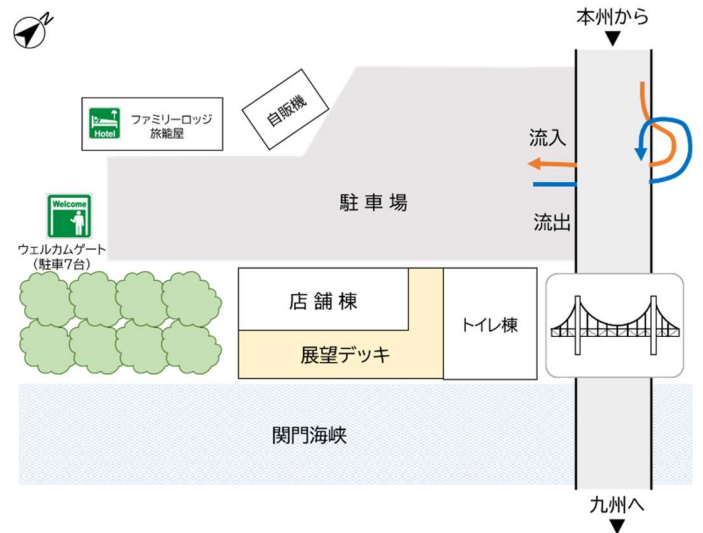 N
本州から
自販機
Hotel
ファミリーロッジ
旅籠屋
流入
駐車場
流出
Welcome
ウェルカムゲート
（駐車7台）
店舗棟
トイレ棟
展望デッキ
関門海峡
九州へ